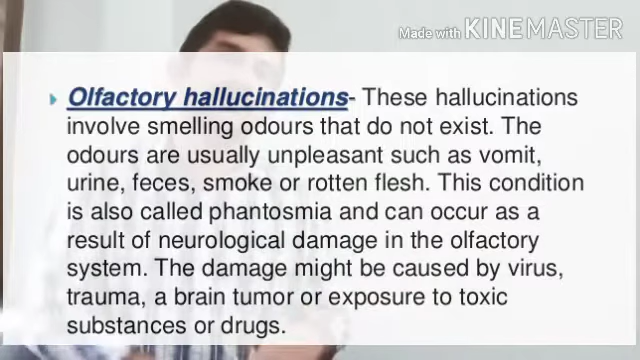 Made with KINEMASTER
Olfactory hallucinations- These hallucinations
involve smelling odours that do not exist. The
odours are usually unpleasant such as vomit,
urine, feces, smoke or rotten flesh. This condition
is also called phantosmia and can occur as a
result of neurological damage in the olfactory
system. The damage might be caused by virus,
trauma, a brain tumor or exposure to toxic
substances or drugs.